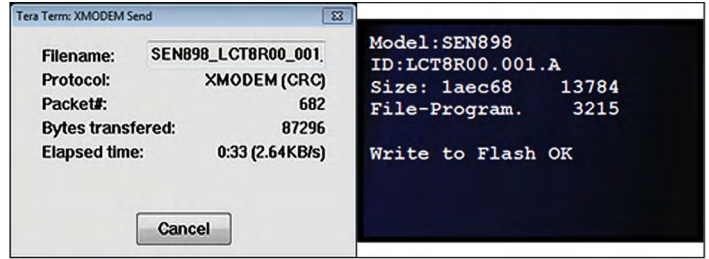 Tera Term: XMODEM Send
Filename: SEN898_LCT8R00_001.
Protocol: XMODEM (CRC)
Packet#: 682
Bytes transfered: 87296
Elapsed time: 0:33 (2.64KB/s)
Cancel
Model:SEN898
ID:LCT8R00.001.A
Size: 1aec68 13784
File-Program. 3215
Write to Flash OK